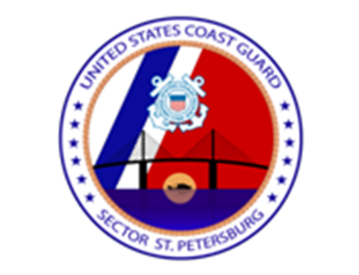 UNITED STATES COAST GUARD
SECTOR ST. PETERSBURG